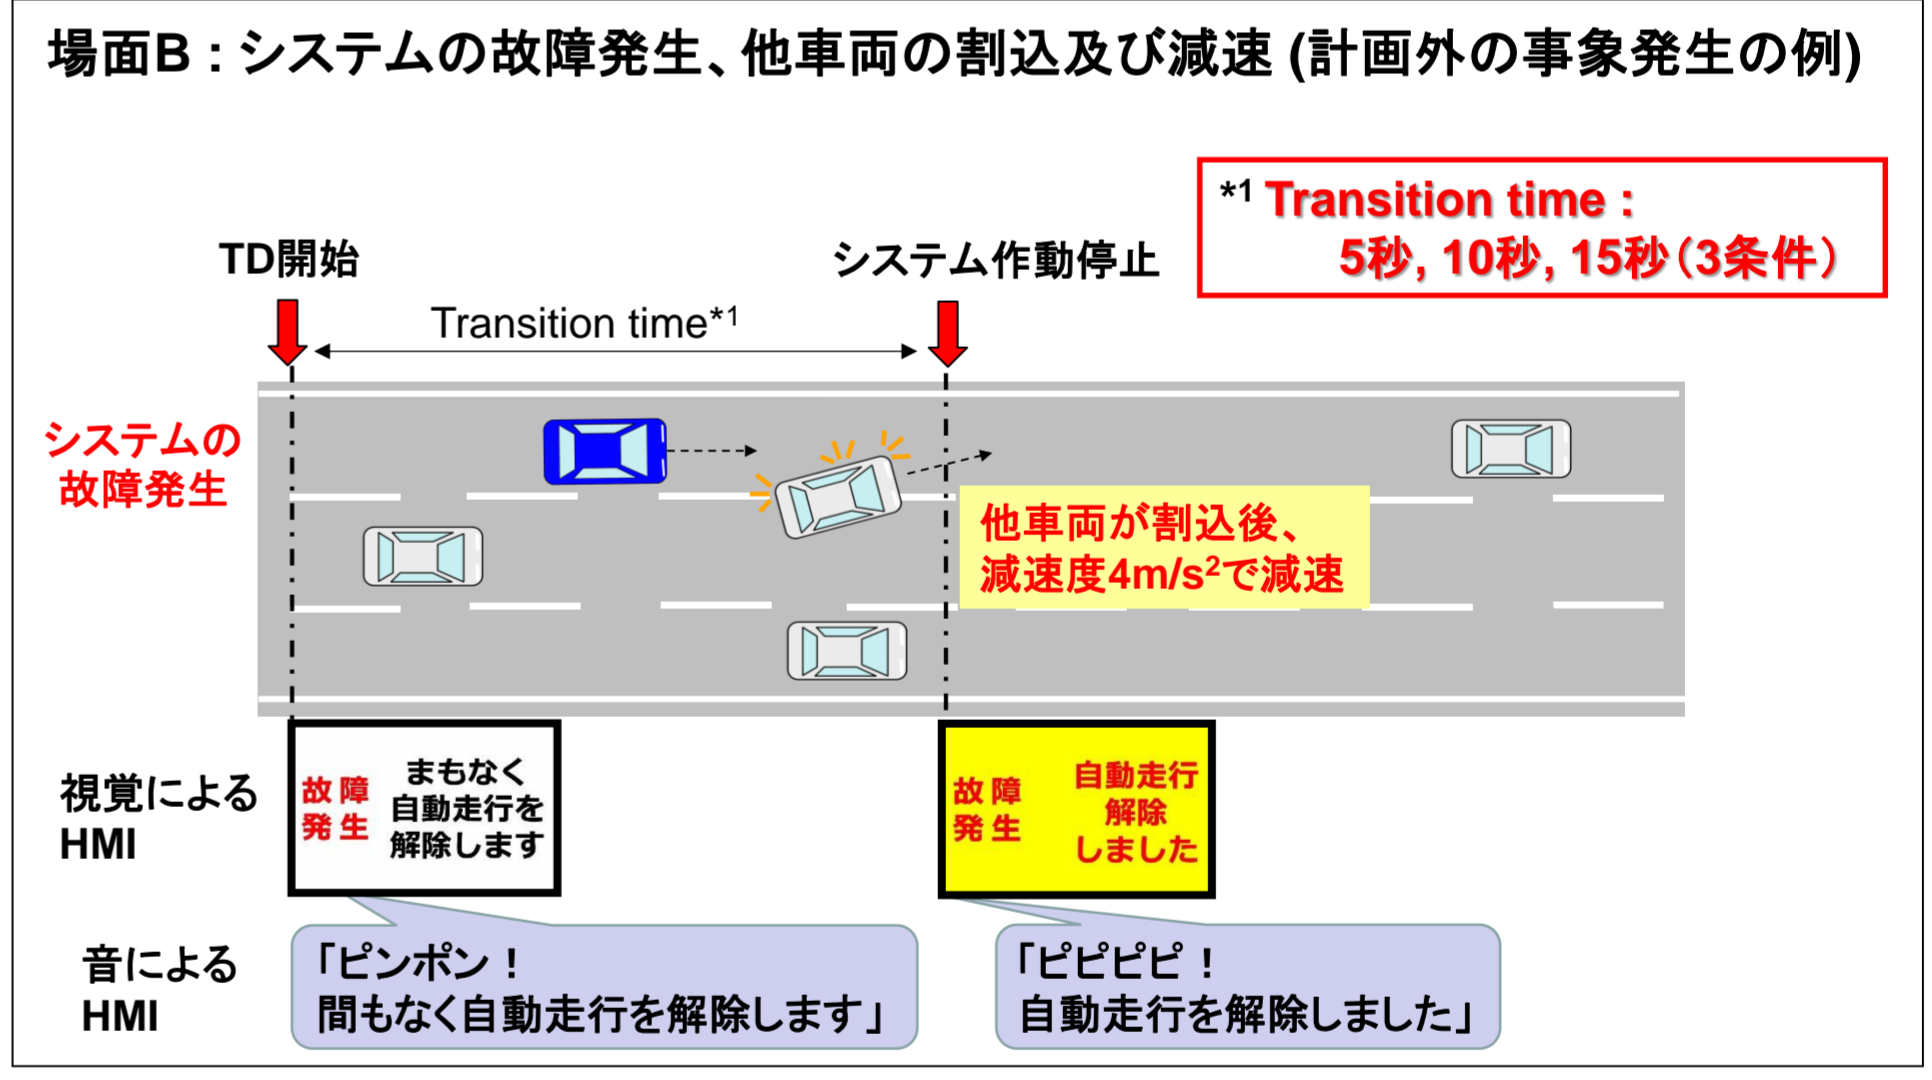 場面B：システムの故障発生、他車両の割込及び減速 (計画外の事象発生の例)
*1 Transition time :
5秒, 10秒, 15秒（3条件）
TD開始
システム作動停止
Transition time*1
システムの
故障発生
他車両が割込後、
減速度4m/s²で減速
視覚による
HMI
故障
発生
まもなく
自動走行を
解除します
故障
発生
自動走行
解除
しました
音による
HMI
「ピンポン！
間もなく自動走行を解除します」
「ピピピピ！
自動走行を解除しました」